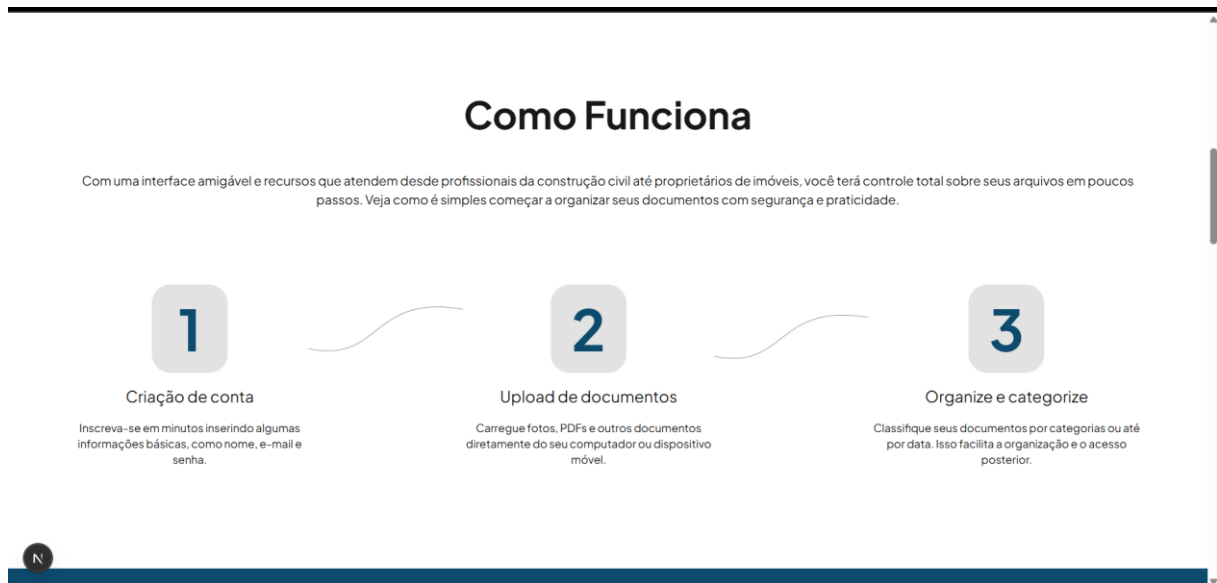 Como Funciona
Com uma interface amigável e recursos que atendem desde profissionais da construção civil até proprietários de imóveis, você terá controle total sobre seus arquivos em poucos
passos. Veja como é simples começar a organizar seus documentos com segurança e praticidade.
1
2
3
Criação de conta
Upload de documentos
Organize e categorize
Inscreva-se em minutos inserindo algumas
informações básicas, como nome, e-mail e
senha.
Carregue fotos, PDFs e outros documentos
diretamente do seu computador ou dispositivo
móvel.
Classifique seus documentos por categorias ou até
por data. Isso facilita a organização e o acesso
posterior.
N